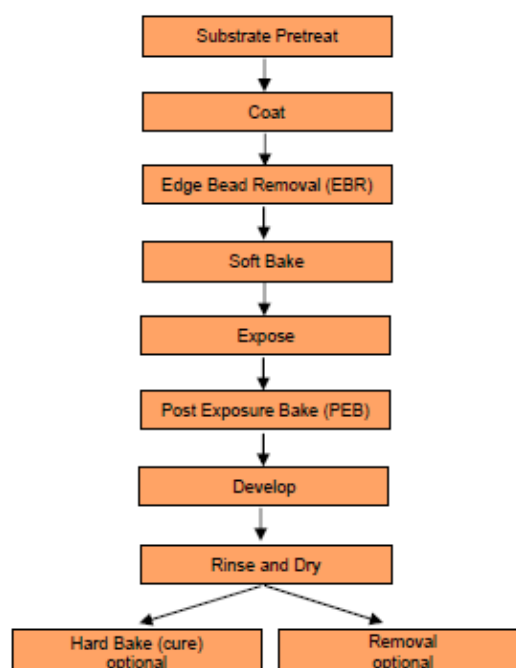 Substrate Pretreat
Coat
Edge Bead Removal (EBR)
Soft Bake
Expose
Post Exposure Bake (PEB)
Develop
Rinse and Dry
Hard Bake (cure)
optional
Removal
optional